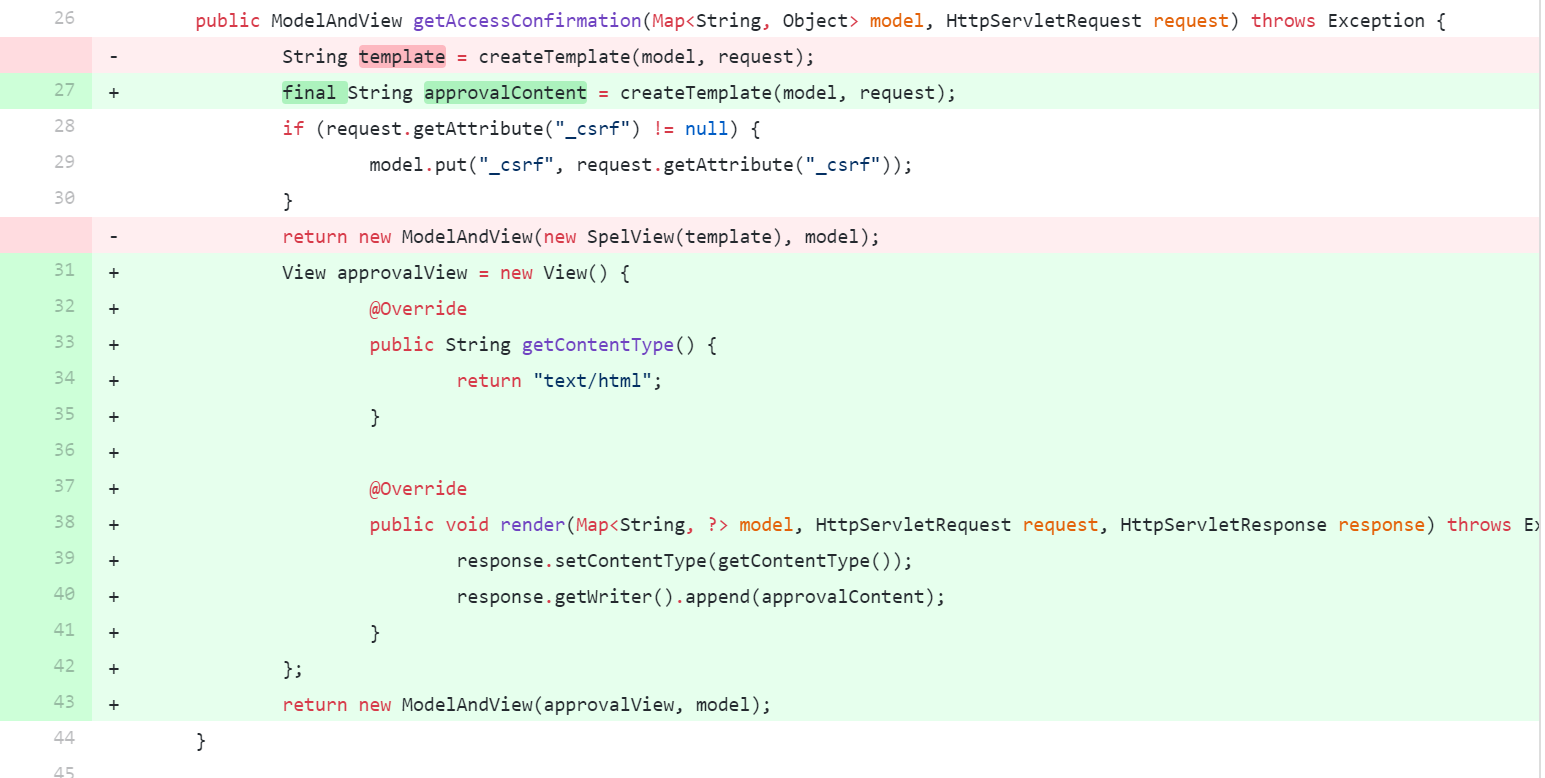 26 public ModelAndView getAccessConfirmation(Map<String, Object> model, HttpServletRequest request) throws Exception {
- String template = createTemplate(model, request);
27 + final String approvalContent = createTemplate(model, request);
28 if (request.getAttribute("_csrf") != null) {
29 model.put("_csrf", request.getAttribute("_csrf"));
30 }
- return new ModelAndView(new SpelView(template), model);
31 + View approvalView = new View() {
32 + @Override
33 + public String getContentType() {
34 + return "text/html";
35 + }
36 +
37 + @Override
38 + public void render(Map<String, ?> model, HttpServletRequest request, HttpServletResponse response) throws
39 + response.setContentType(getContentType());
40 + response.getWriter().append(approvalContent);
41 + }
42 + };
43 + return new ModelAndView(approvalView, model);
44 }
45